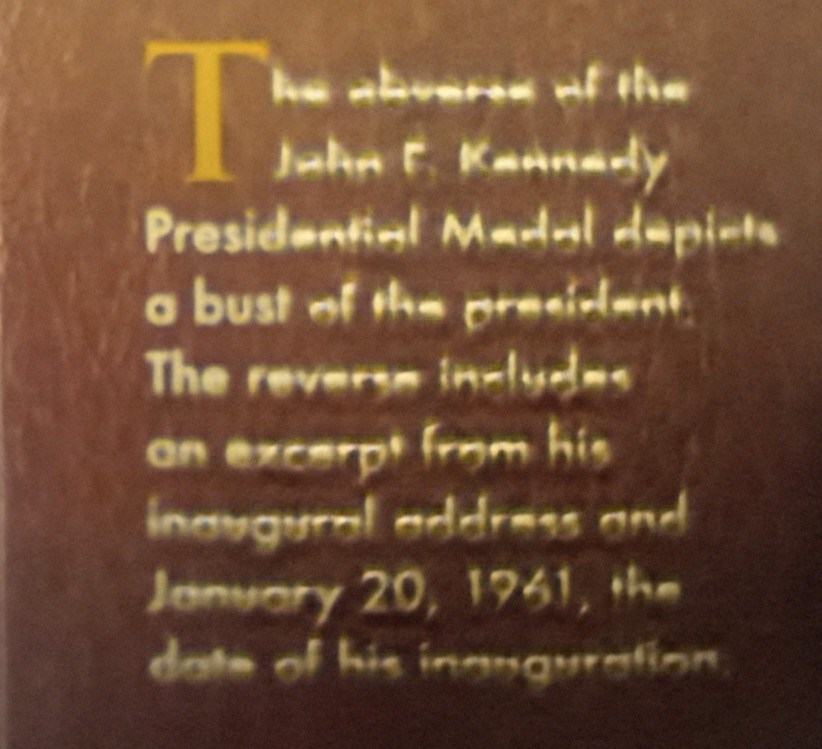 The obverse of the
John F. Kennedy
Presidential Medal depicts
a bust of the president.
The reverse includes
an excerpt from his
inaugural address and
January 20, 1961, the
date of his inauguration.